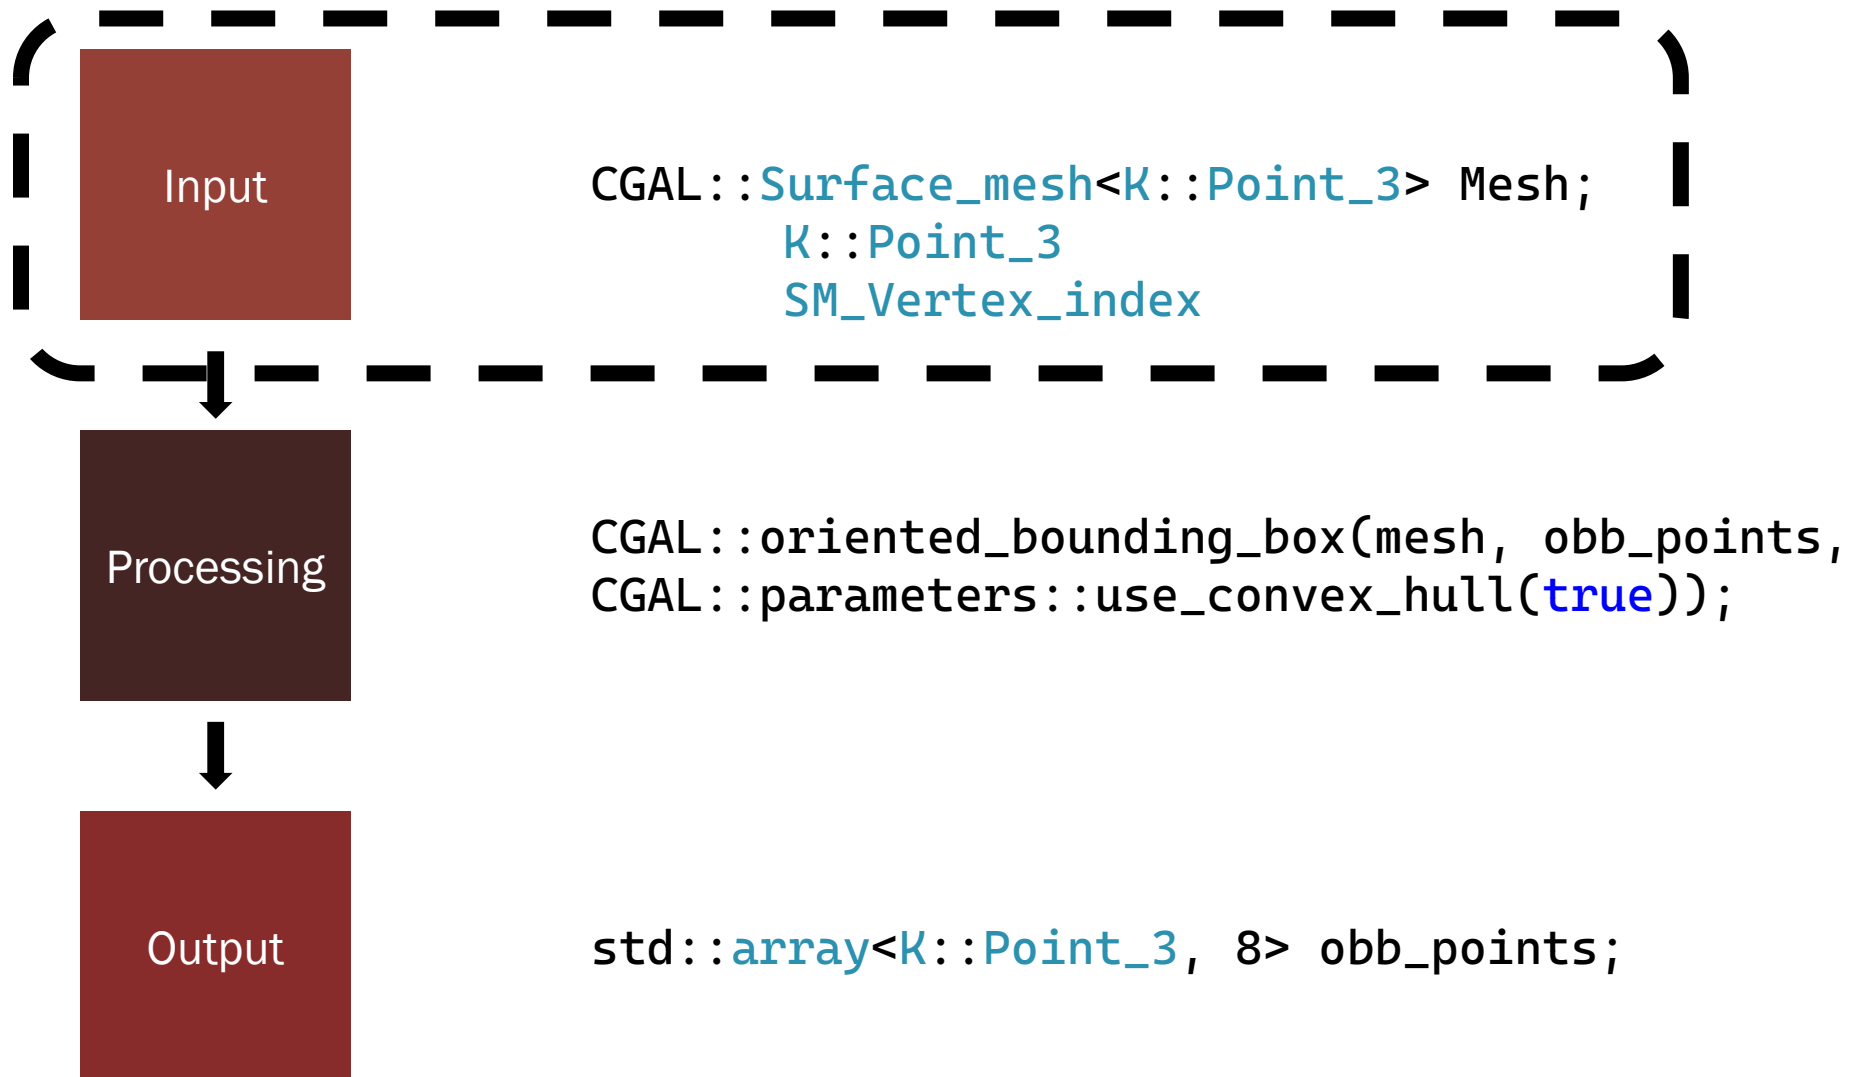 Input
CGAL::Surface_mesh<K::Point_3> Mesh;
K::Point_3
SM_Vertex_index
Processing
CGAL::oriented_bounding_box(mesh, obb_points,
CGAL::parameters::use_convex_hull(true));
Output
std::array<K::Point_3, 8> obb_points;